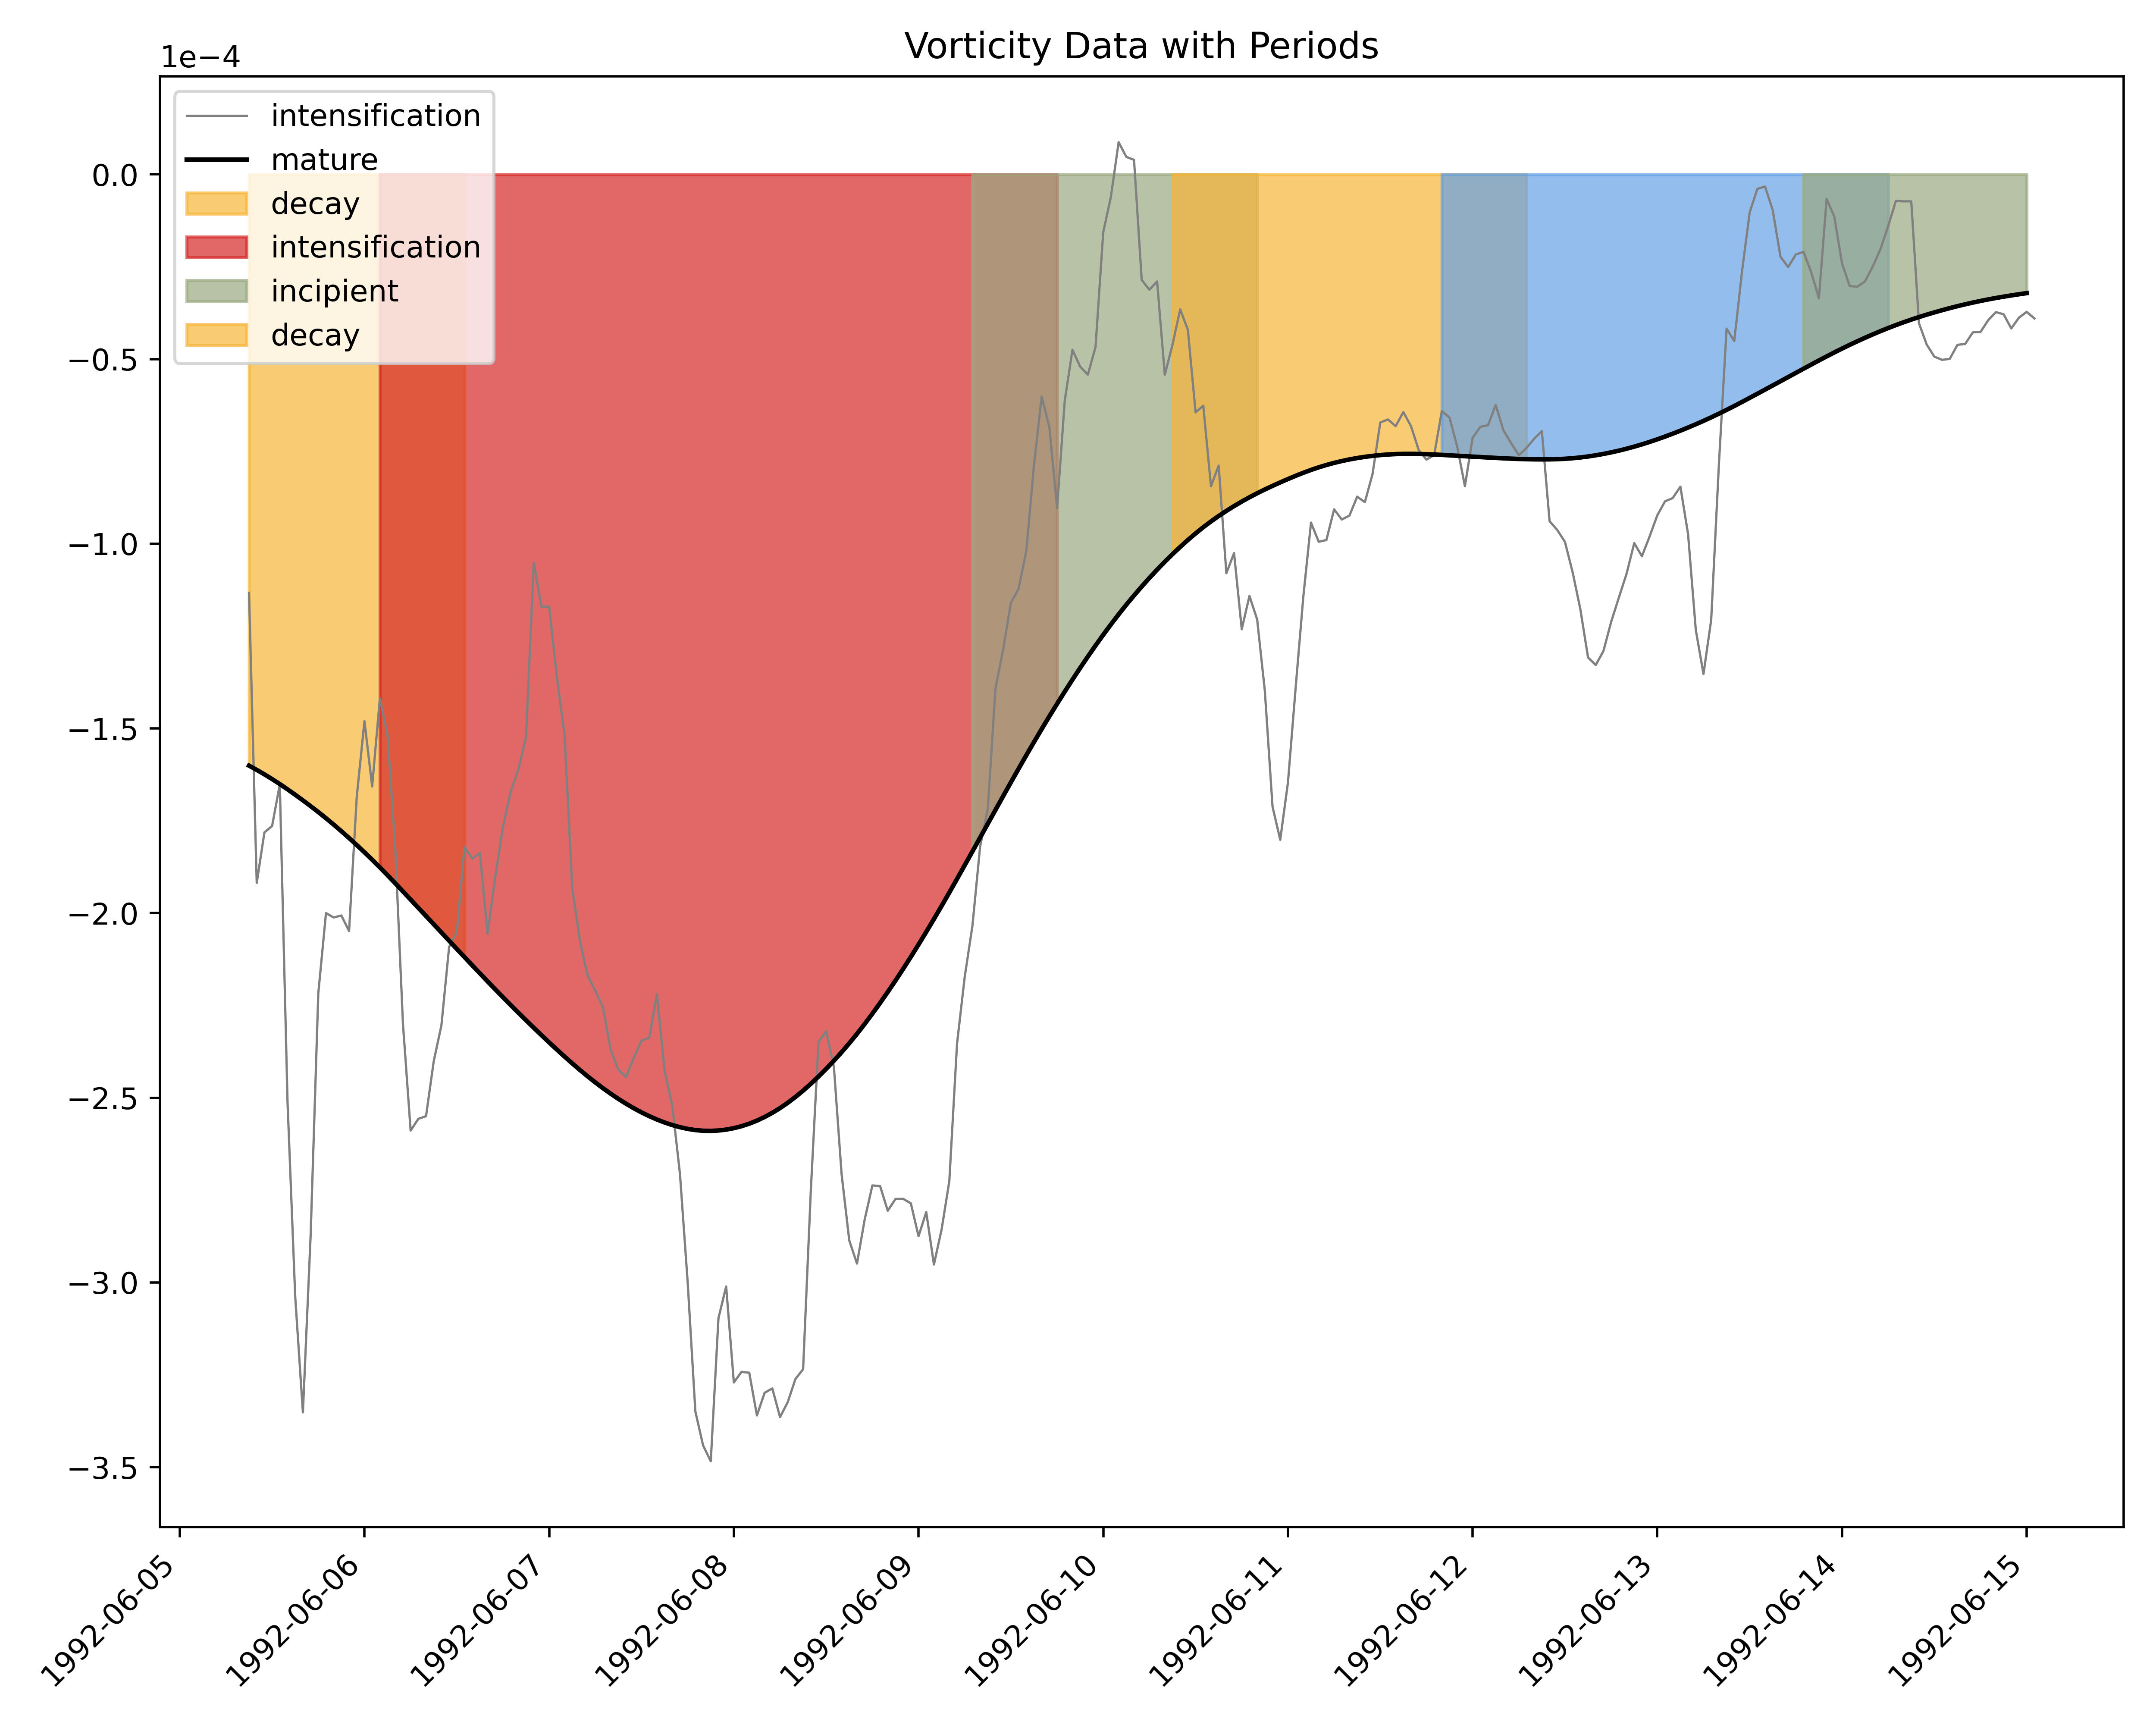 Vorticity Data with Periods
1e−4
intensification
mature
decay
intensification
incipient
decay
0.0
−0.5
−1.0
−1.5
−2.0
−2.5
−3.0
−3.5
1992-06-05
1992-06-06
1992-06-07
1992-06-08
1992-06-09
1992-06-10
1992-06-11
1992-06-12
1992-06-13
1992-06-14
1992-06-15